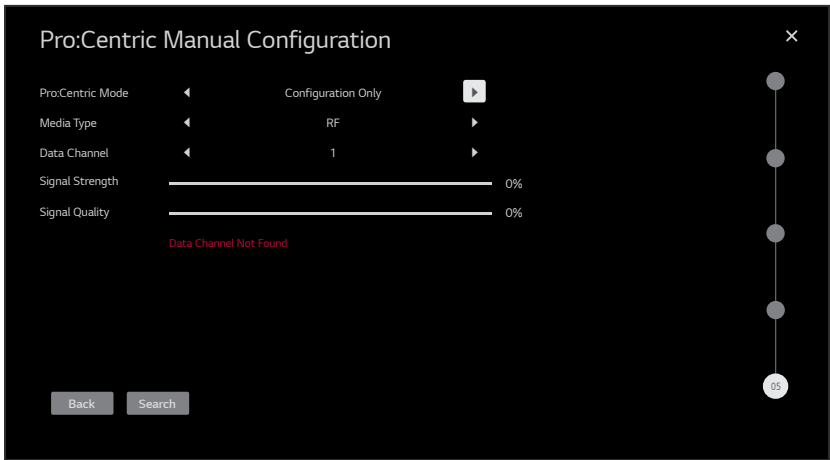 Pro:Centric Manual Configuration
Pro:Centric Mode Configuration Only
Media Type RF
Data Channel 1
Signal Strength 0%
Signal Quality 0%
Data Channel Not Found
05
Back Search